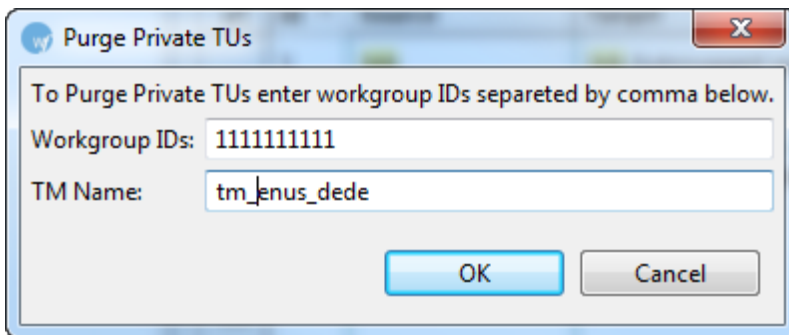 Purge Private TUs
To Purge Private TUs enter workgroup IDs separeted by comma below.
Workgroup IDs: 1111111111
TM Name: tm_enus_dede
OK Cancel